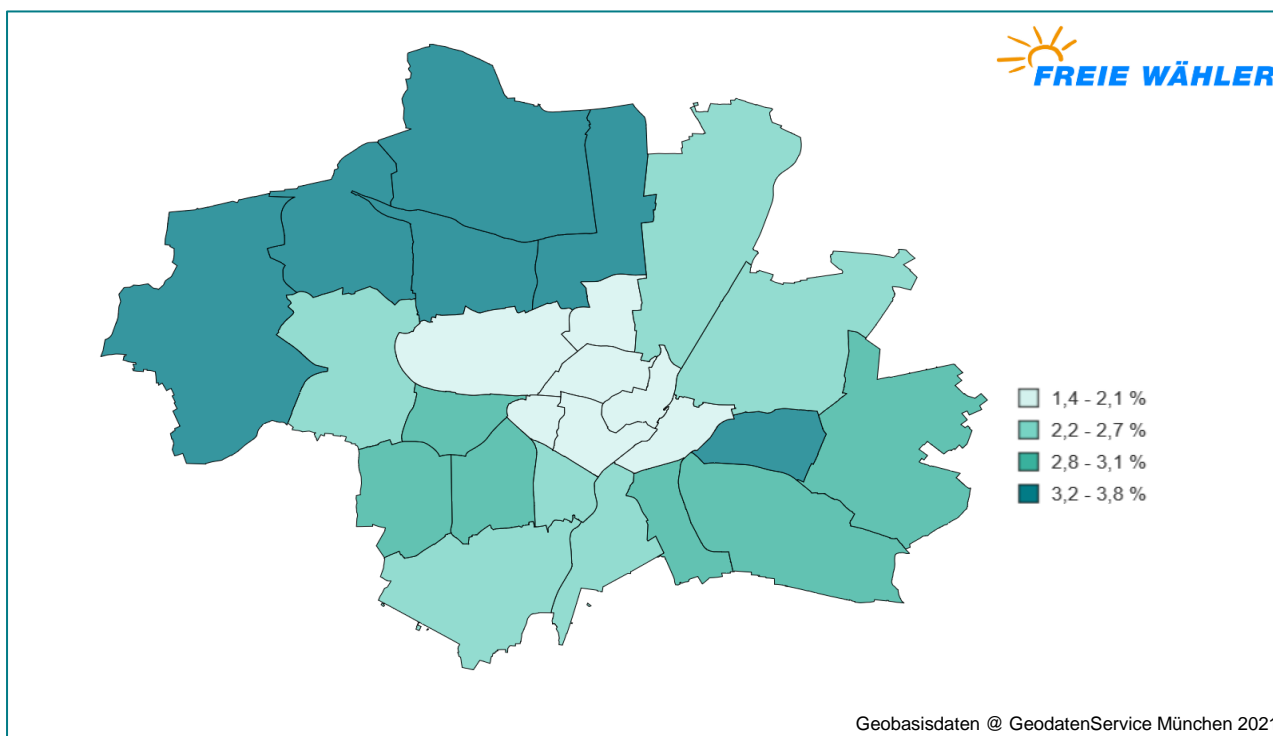 FREIE WÄHLER
1,4 - 2,1 %
2,2 - 2,7 %
2,8 - 3,1 %
3,2 - 3,8 %
Geobasisdaten @ GeodatenService München 2021